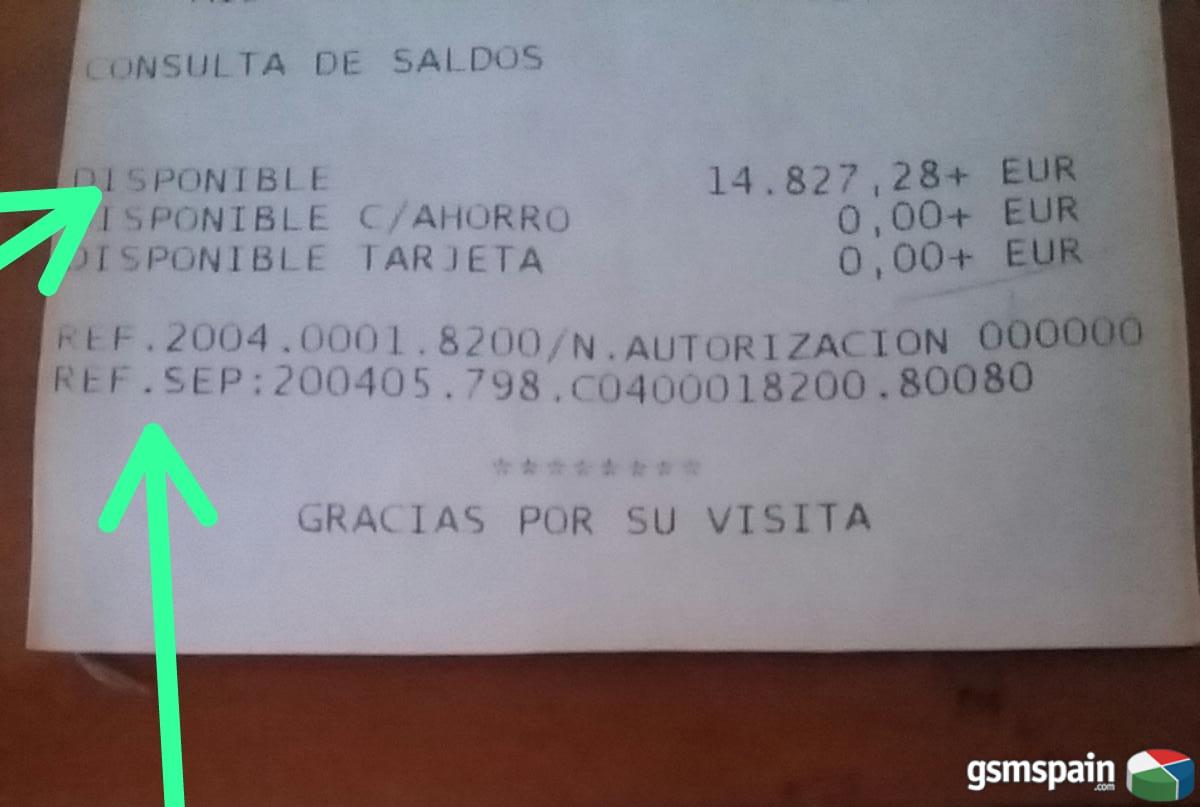 CONSULTA DE SALDOS
DISPONIBLE 14.827,28+ EUR
DISPONIBLE C/AHORRO 0,00+ EUR
DISPONIBLE TARJETA 0,00+ EUR
REF.2004.0001.8200/N.AUTORIZACION 000000
REF.SEP:200405.798.C0400018200.80080
********
GRACIAS POR SU VISITA
gsmspain
.com